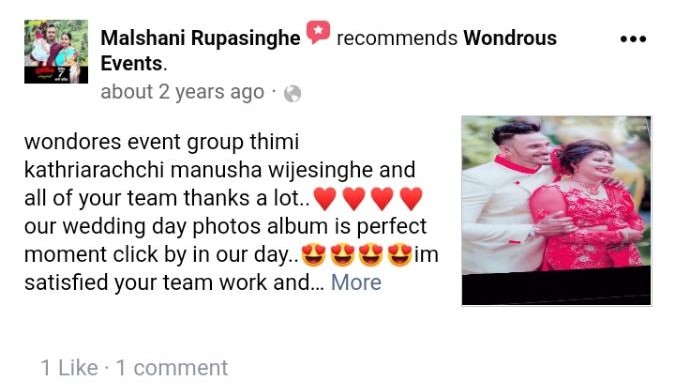 Malshani Rupasinghe recommends Wondrous
Events.
about 2 years ago ·
wondores event group thimi
kathriarachchi manusha wijesinghe and
all of your team thanks a lot..❤️❤️❤️❤️
our wedding day photos album is perfect
moment click by in our day..😍😍😍😍im
satisfied your team work and... More
1 Like · 1 comment